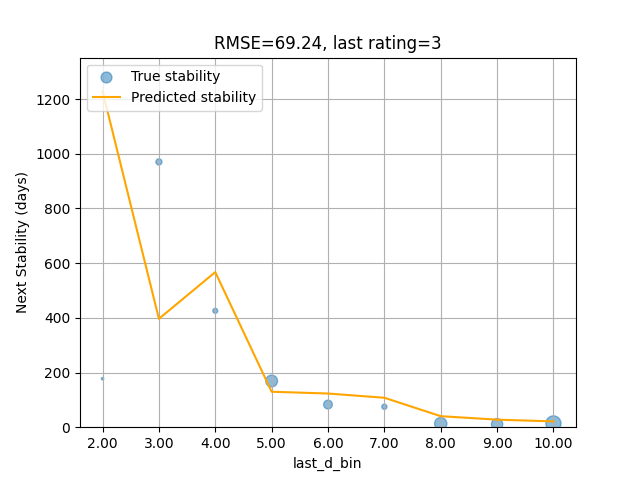 RMSE=69.24, last rating=3
True stability
Predicted stability
Next Stability (days)
1200
1000
800
600
400
200
0
2.00 3.00 4.00 5.00 6.00 7.00 8.00 9.00 10.00
last_d_bin